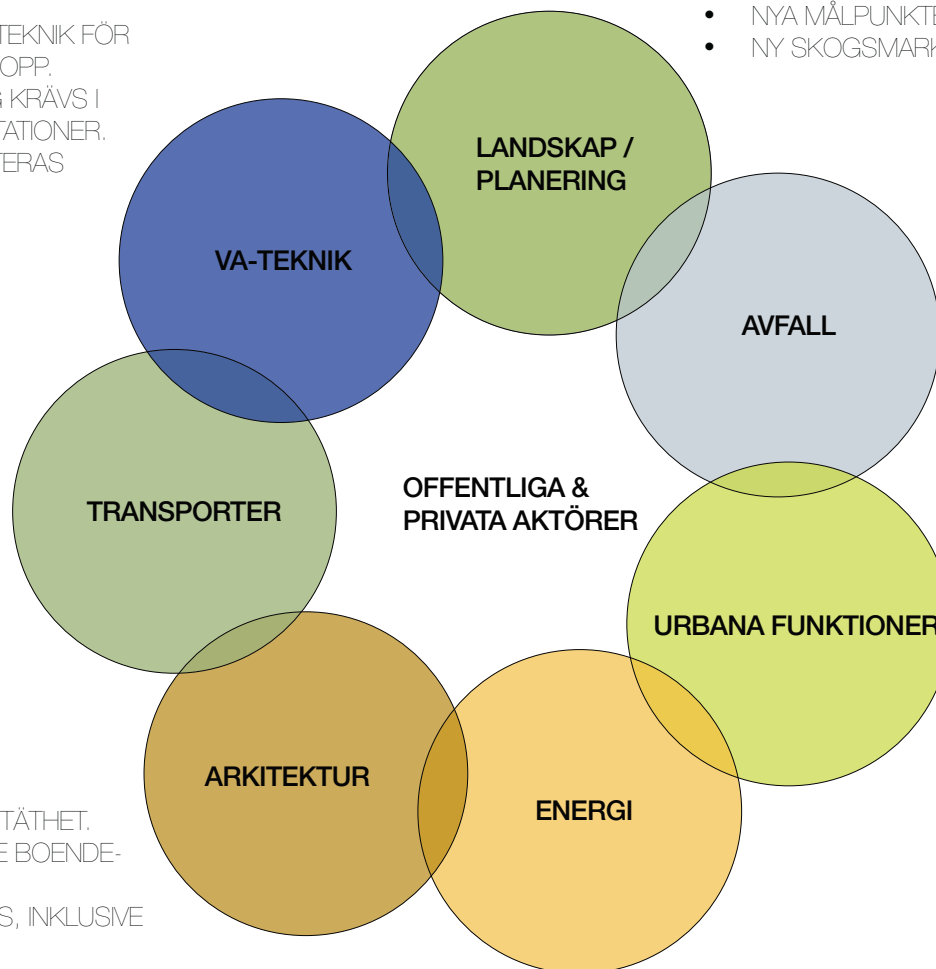 TEKNIK FÖR
OPP.
KRÄVS I
TATIONER.
TERAS
• NYA MÅLPUNKTE
• NY SKOGSMARK
LANDSKAP /
PLANERING
VA-TEKNIK
AVFALL
OFFENTLIGA &
PRIVATA AKTÖRER
TRANSPORTER
URBANA FUNKTIONER
ARKITEKTUR
ENERGI
TÄTHET.
E BOENDE-
S, INKLUSIVE